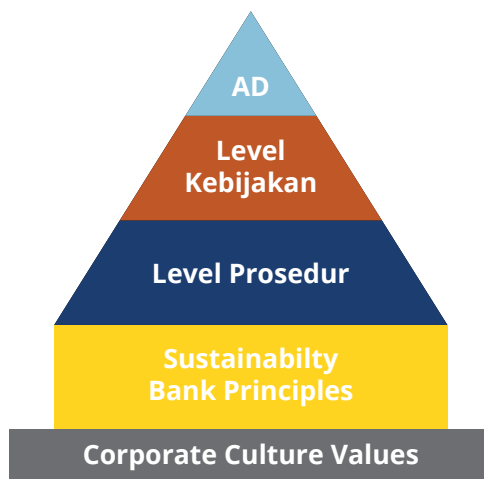 AD
Level
Kebijakan
Level Prosedur
Sustainabilty
Bank Principles
Corporate Culture Values